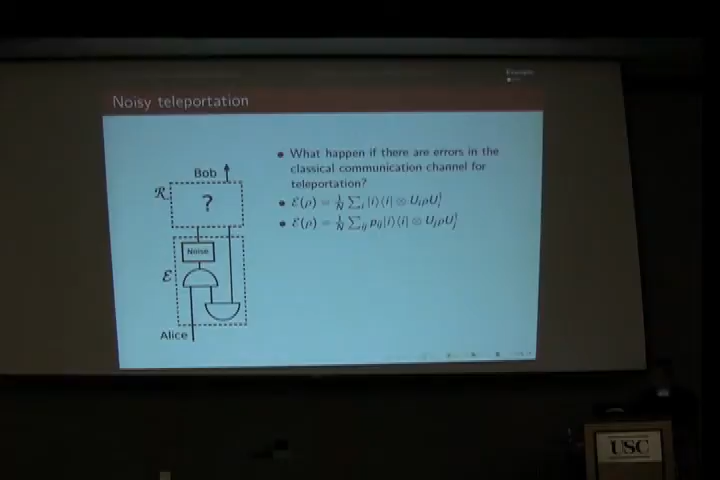 Example
Noisy teleportation
Bob
ℛ
?
Noise
ℰ
Alice
• What happen if there are errors in the
classical communication channel for
teleportation?
• ℰ(ρ) = 1/N ∑ᵢ |i⟩⟨i| ⊗ UᵢρUᵢ†
• ℰ(ρ) = 1/N ∑ᵢⱼ pᵢⱼ|i⟩⟨i| ⊗ UⱼρUⱼ†
USC